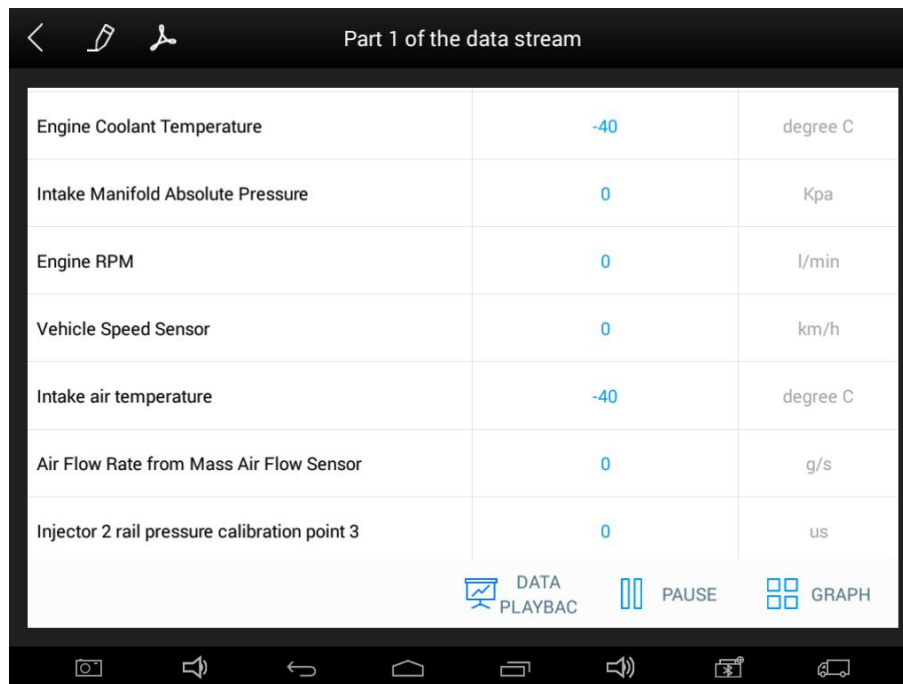 Part 1 of the data stream
Engine Coolant Temperature -40 degree C
Intake Manifold Absolute Pressure 0 Kpa
Engine RPM 0 l/min
Vehicle Speed Sensor 0 km/h
Intake air temperature -40 degree C
Air Flow Rate from Mass Air Flow Sensor 0 g/s
Injector 2 rail pressure calibration point 3 0 us
DATA
PLAYBAC PAUSE GRAPH